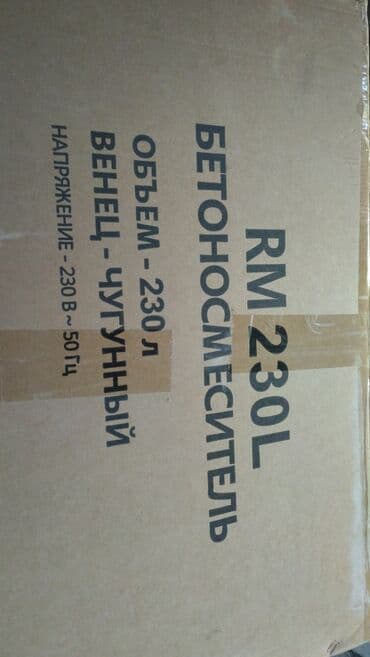 RM 230L
БЕТОНОСМЕСИТЕЛЬ
ОБЪЕМ - 230 л
ВЕНЕЦ - ЧУГУННЫЙ
НАПРЯЖЕНИЕ - 230 В ~ 50 Гц